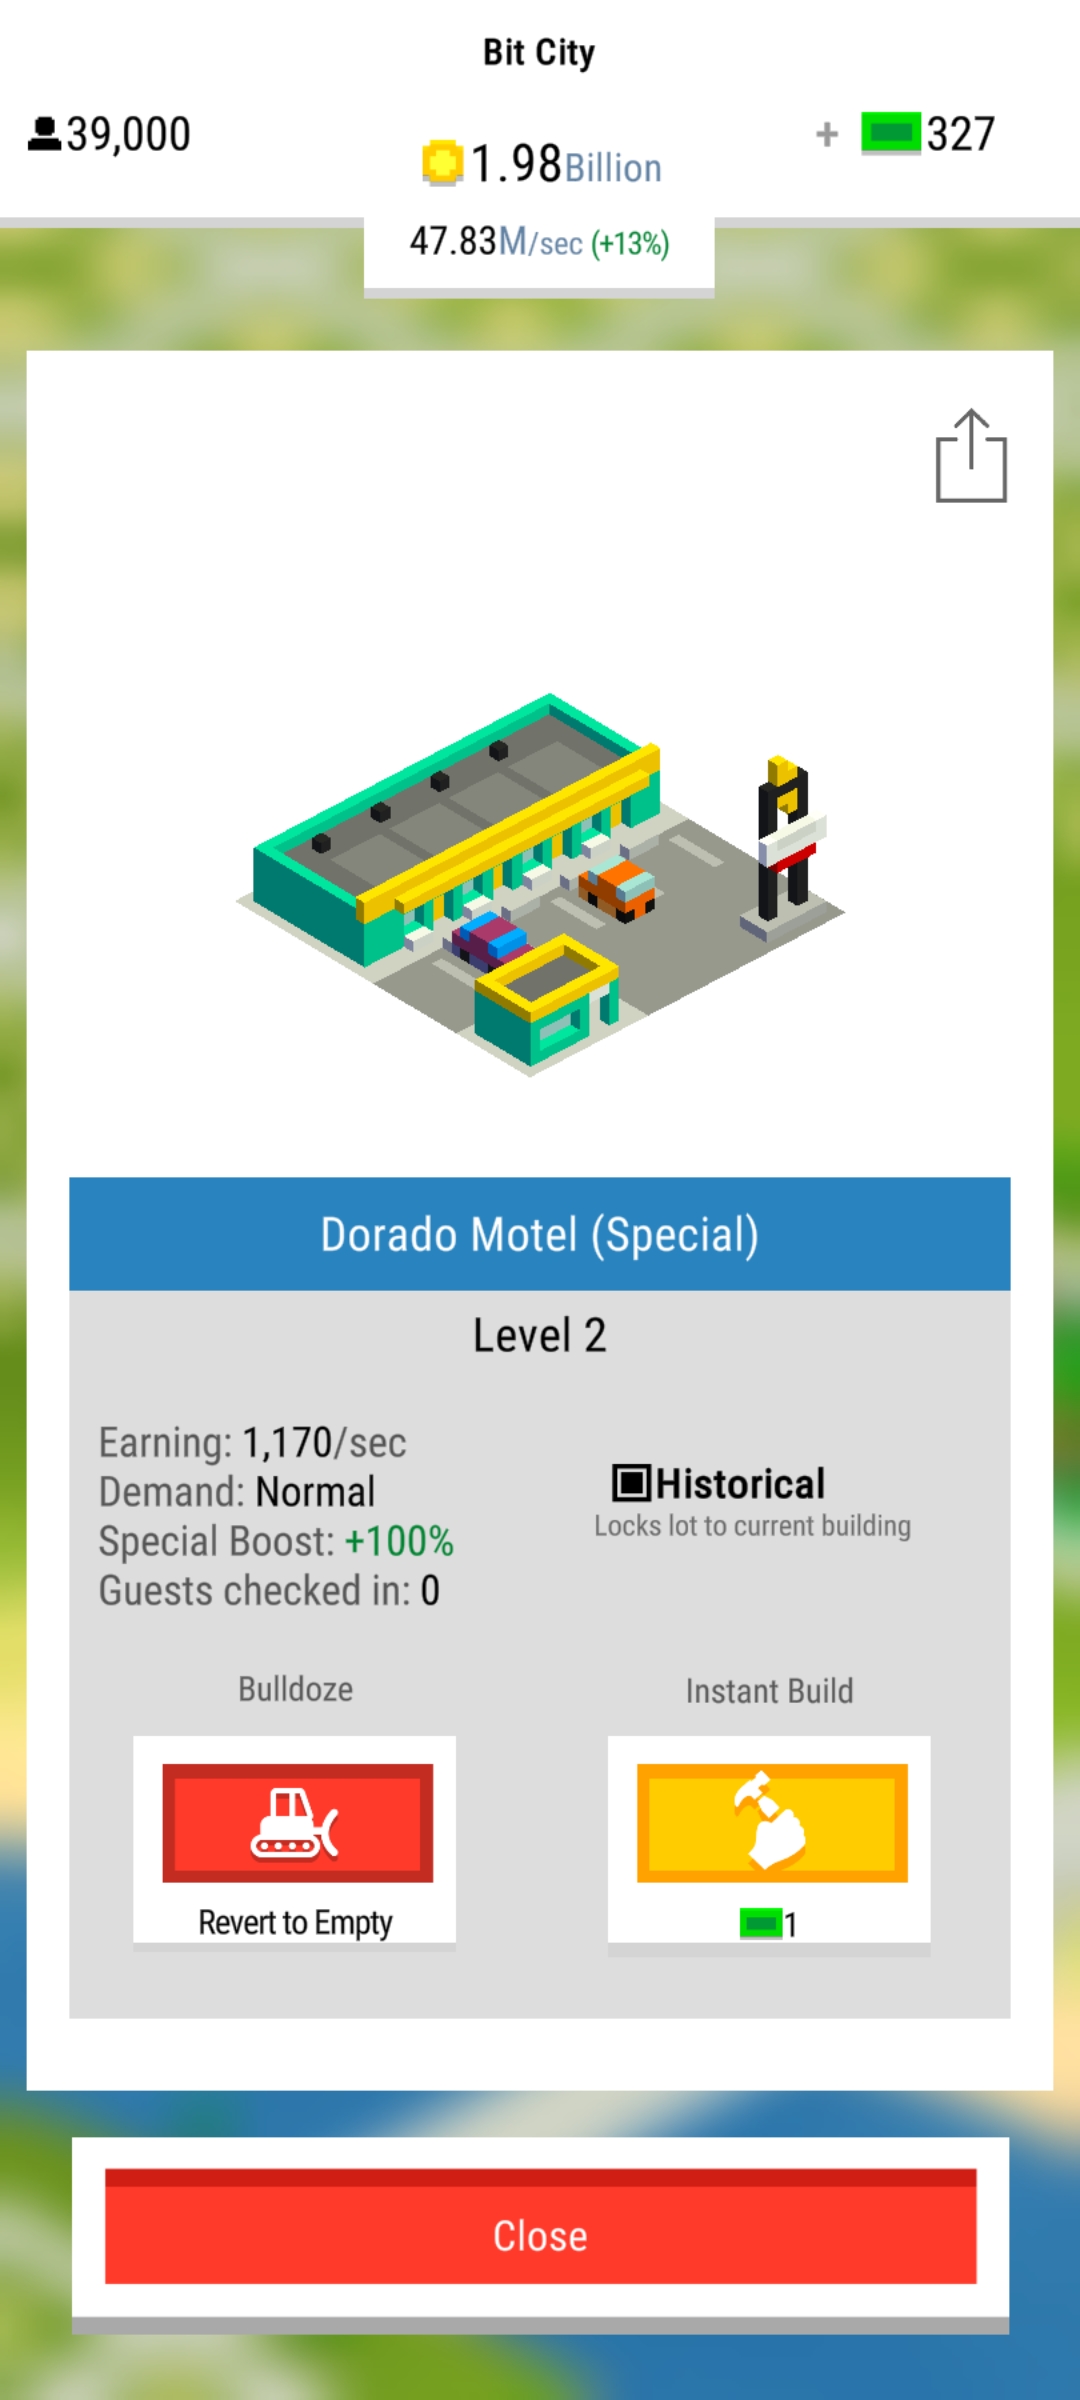 Bit City
39,000
1.98Billion
+ 327
47.83M/sec (+13%)
Dorado Motel (Special)
Level 2
Earning: 1,170/sec
Demand: Normal
Special Boost: +100%
Guests checked in: 0
Historical
Locks lot to current building
Bulldoze
Revert to Empty
Instant Build
1
Close